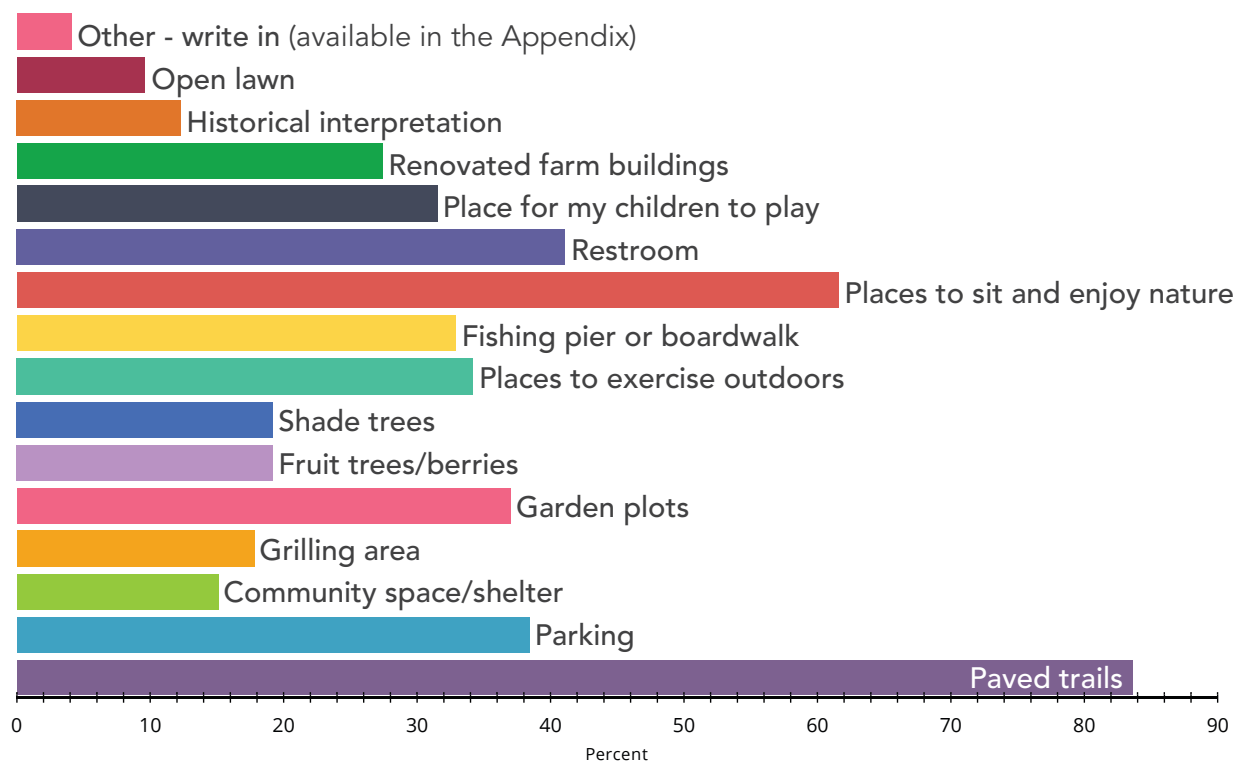 Other - write in (available in the Appendix)
Open lawn
Historical interpretation
Renovated farm buildings
Place for my children to play
Restroom
Places to sit and enjoy nature
Fishing pier or boardwalk
Places to exercise outdoors
Shade trees
Fruit trees/berries
Garden plots
Grilling area
Community space/shelter
Parking
Paved trails
0 10 20 30 40 50 60 70 80 90
Percent